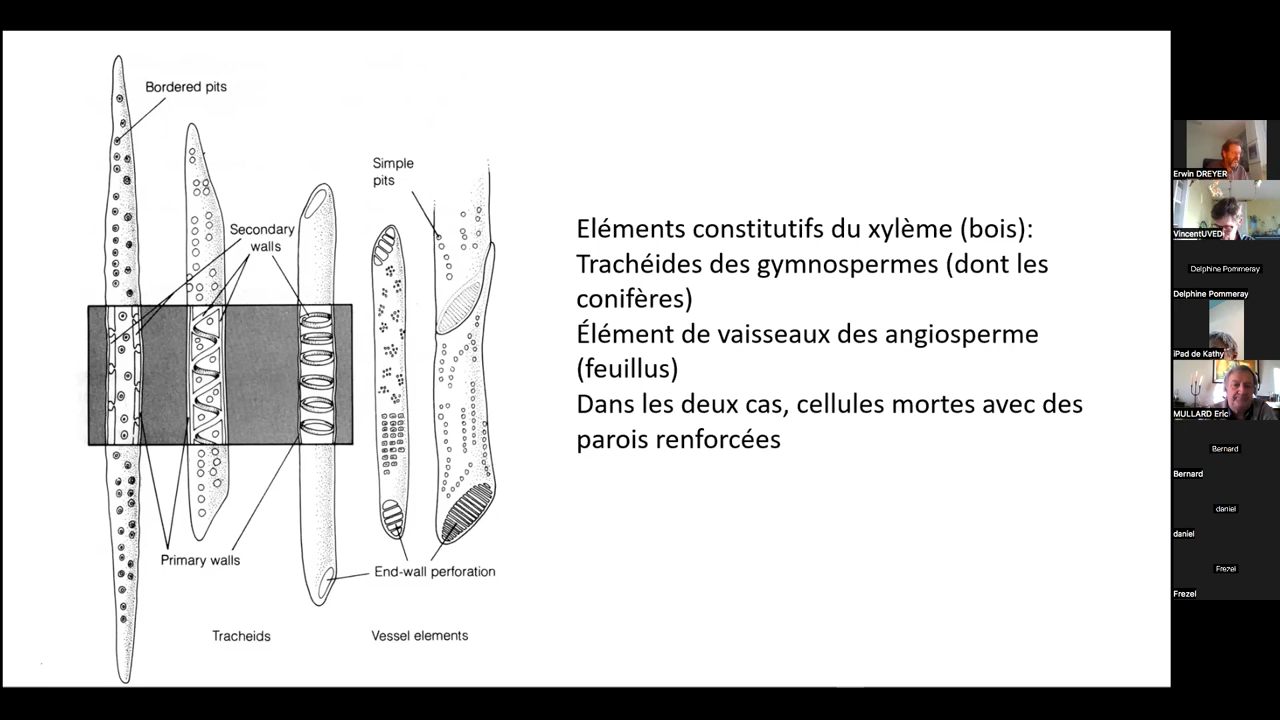 Bordered pits
Simple
pits
Secondary
walls
Primary walls
End-wall perforation
Tracheids
Vessel elements
Eléments constitutifs du xylème (bois):
Trachéides des gymnospermes (dont les
conifères)
Élément de vaisseaux des angiosperme
(feuillus)
Dans les deux cas, cellules mortes avec des
parois renforcées
Erwin DREYER
VincentUVED
Delphine Pommeray
Delphine Pommeray
iPad de Kathy
MULLARD Eric
Bernard
Bernard
daniel
daniel
Frezel
Frezel